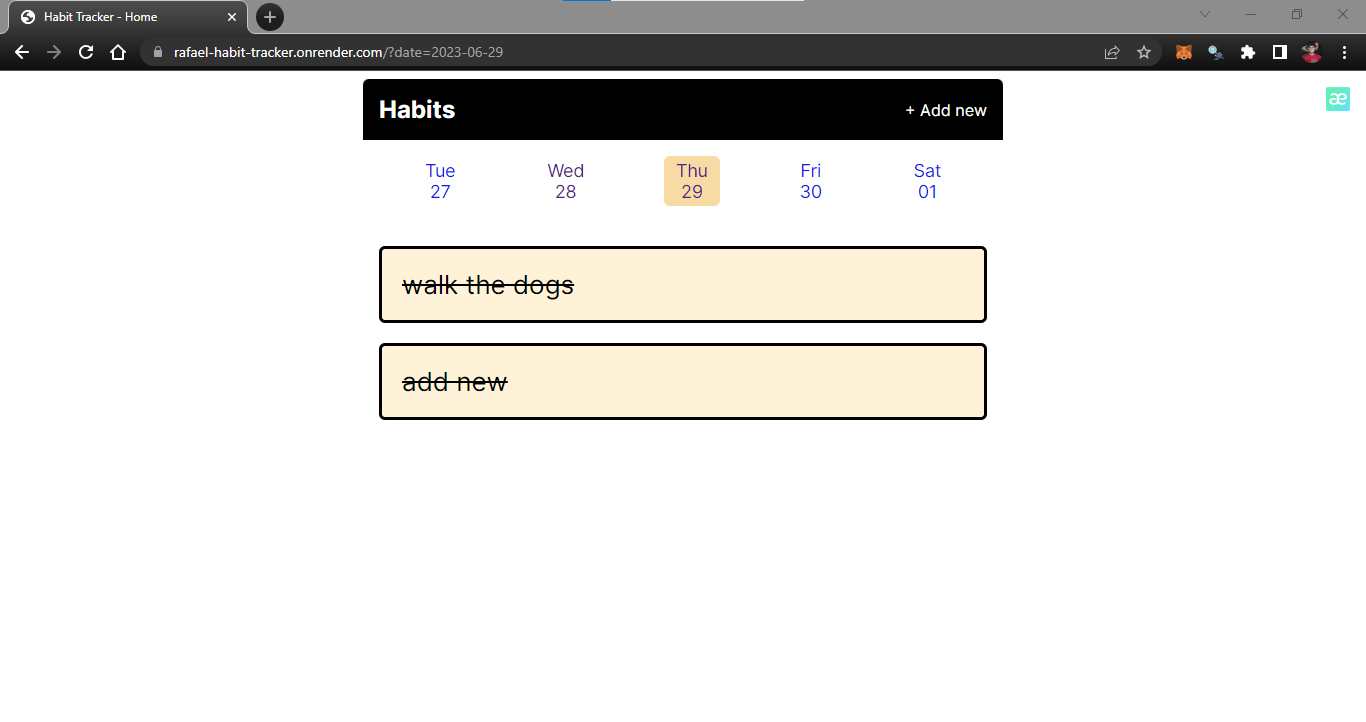 Habit Tracker - Home
rafael-habit-tracker.onrender.com/?date=2023-06-29
Habits
+ Add new
æ
Tue Wed Thu Fri Sat
27 28 29 30 01
walk the dogs
add new